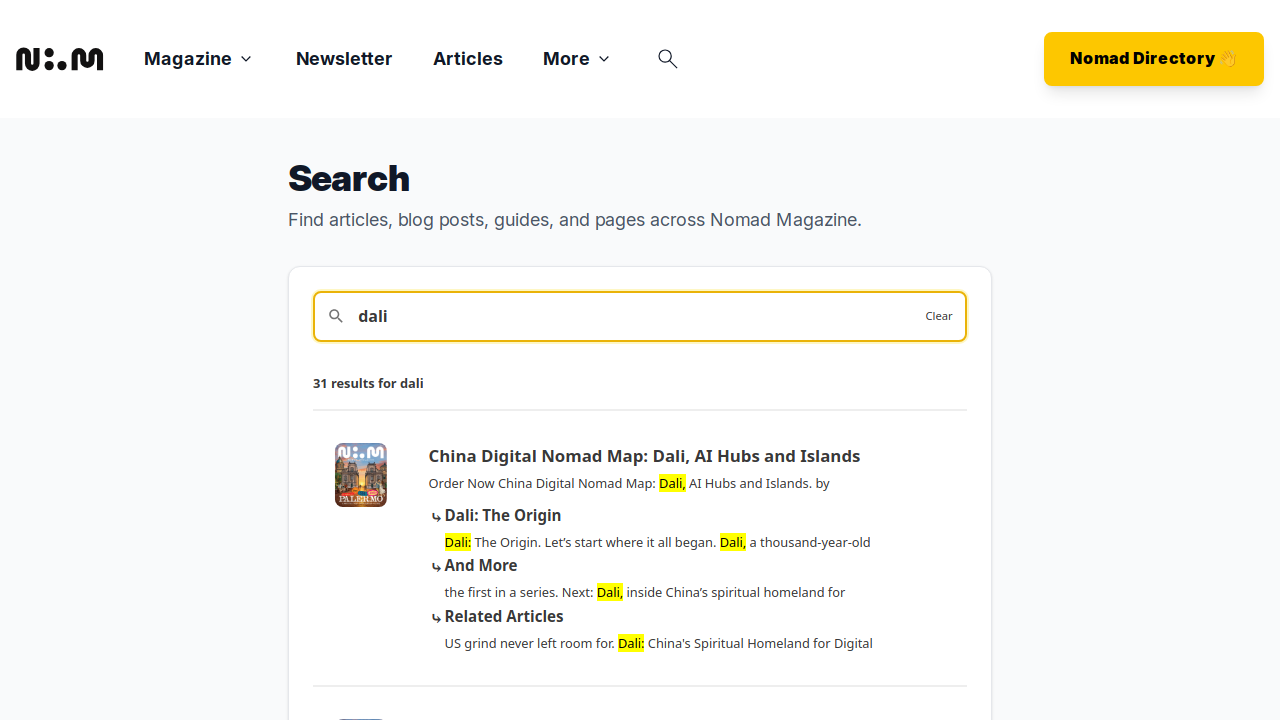 N:.M
Magazine
Newsletter
Articles
More
Nomad Directory 👋
Search
Find articles, blog posts, guides, and pages across Nomad Magazine.
dali
Clear
31 results for dali
N:.M
PALERMO
China Digital Nomad Map: Dali, AI Hubs and Islands
Order Now China Digital Nomad Map: Dali, AI Hubs and Islands. by
⤷ Dali: The Origin
Dali: The Origin. Let’s start where it all began. Dali, a thousand-year-old
⤷ And More
the first in a series. Next: Dali, inside China’s spiritual homeland for
⤷ Related Articles
US grind never left room for. Dali: China's Spiritual Homeland for Digital